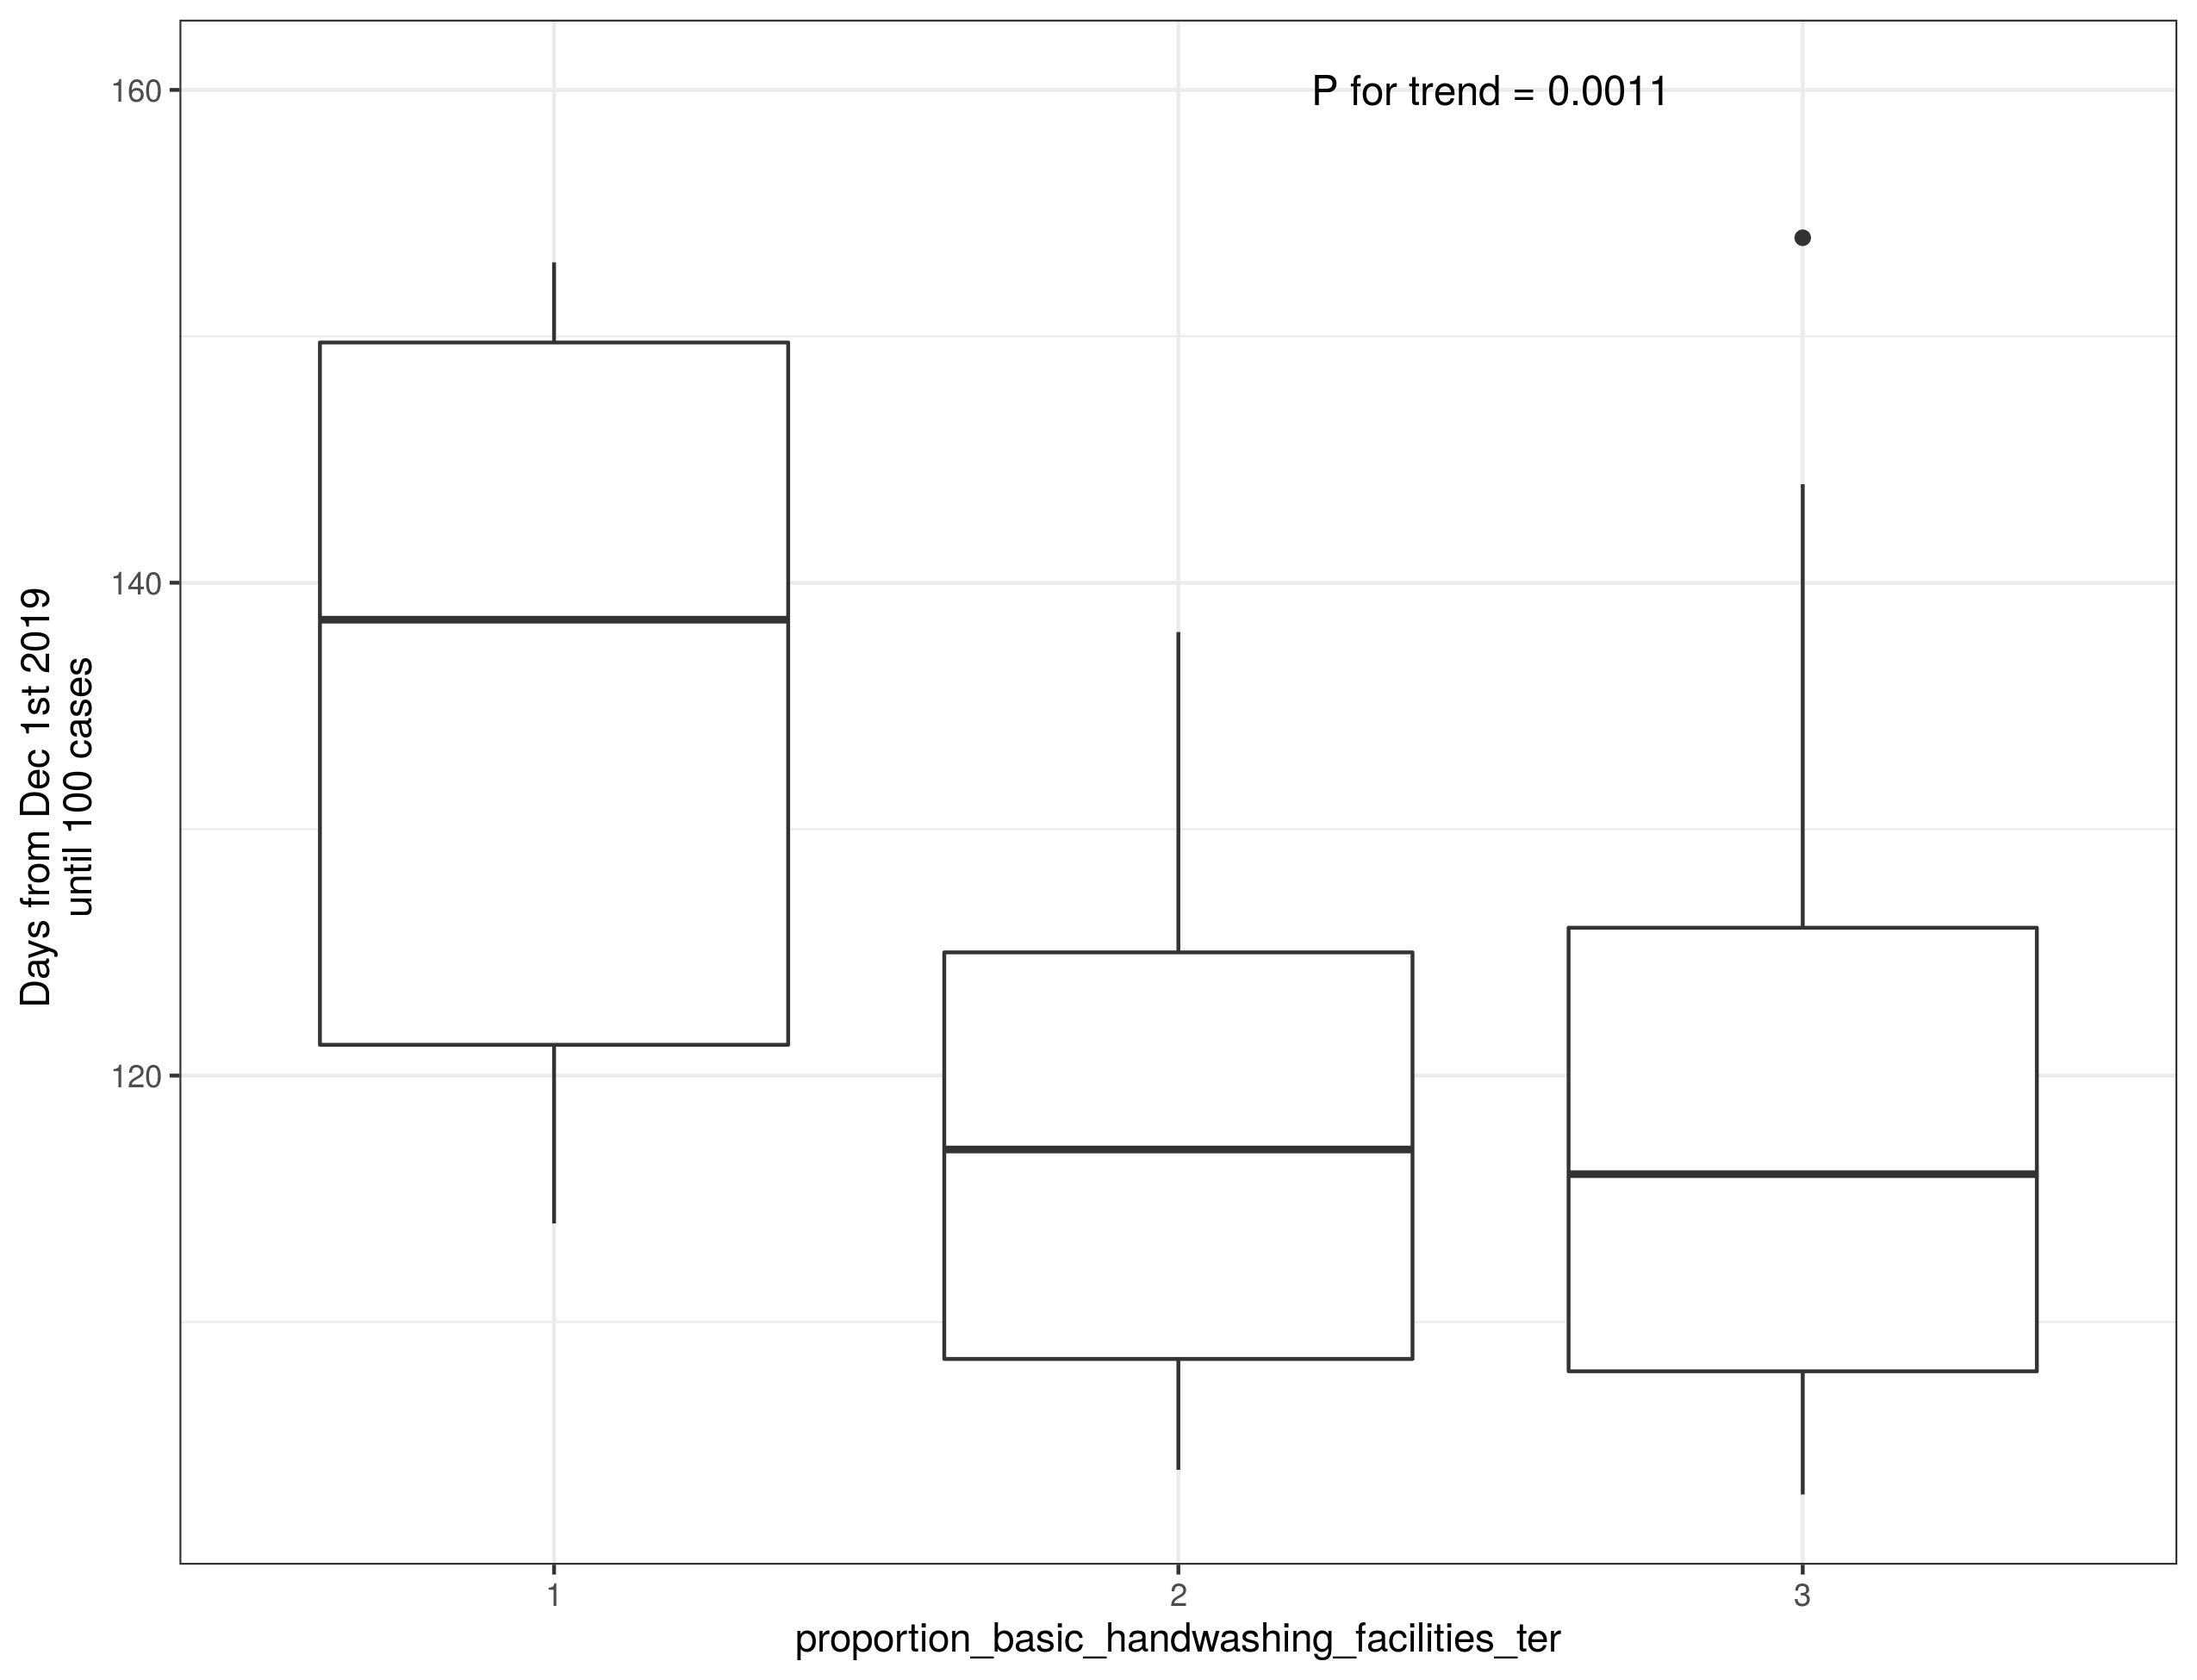 P for trend = 0.0011
160
140
120
Days from Dec 1st 2019
until 100 cases
1 2 3
proportion_basic_handwashing_facilities_ter